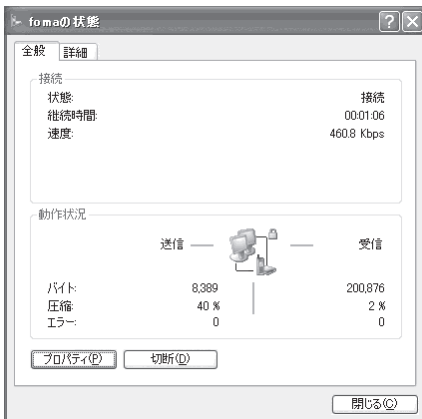 fomaの状態
全般 詳細
接続
状態: 接続
継続時間: 00:01:06
速度: 460.8 Kbps
動作状況
送信 — — 受信
バイト: 8,389 200,876
圧縮: 40 % 2 %
エラー: 0 0
プロパティ(P) 切断(D)
閉じる(C)